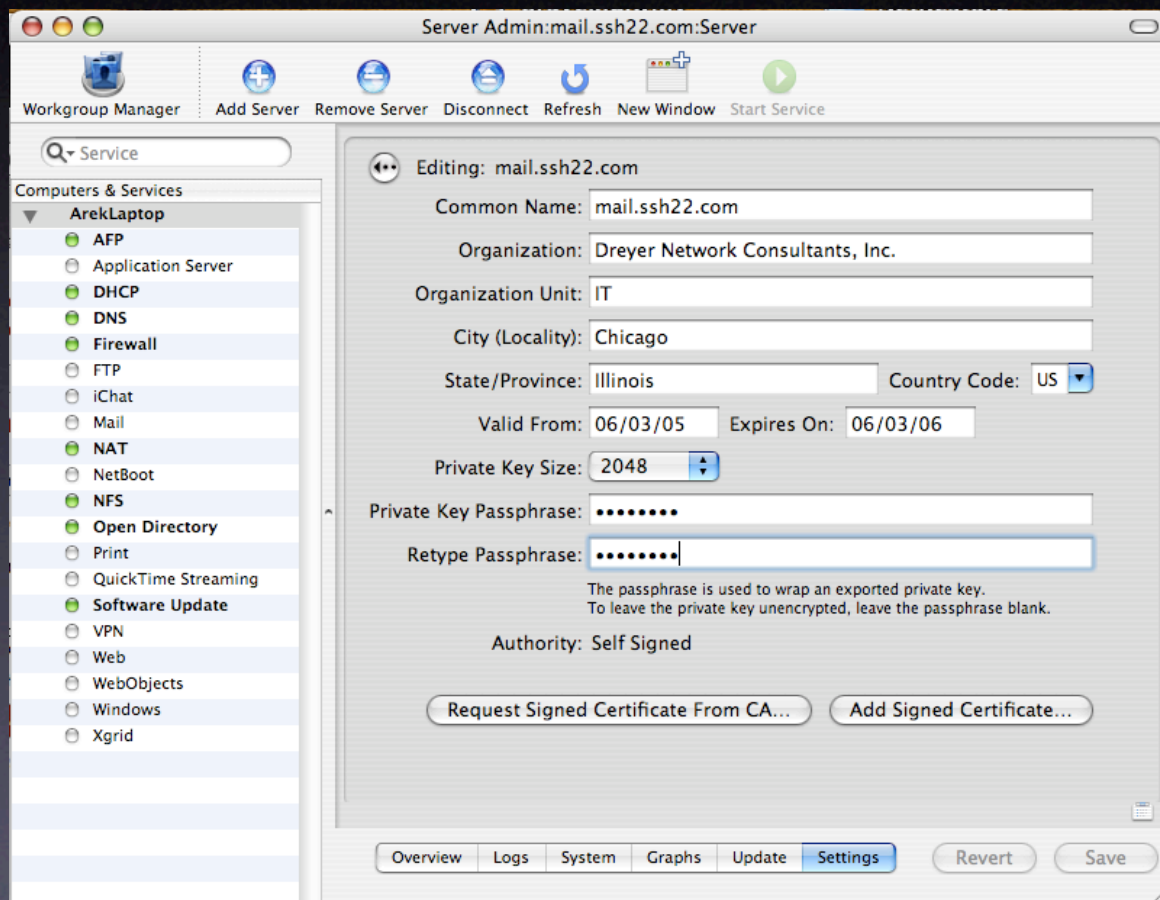 Server Admin:mail.ssh22.com:Server
Workgroup Manager Add Server Remove Server Disconnect Refresh New Window Start Service
Service
Computers & Services
ArekLaptop
AFP
Application Server
DHCP
DNS
Firewall
FTP
iChat
Mail
NAT
NetBoot
NFS
Open Directory
Print
QuickTime Streaming
Software Update
VPN
Web
WebObjects
Windows
Xgrid
Editing: mail.ssh22.com
Common Name: mail.ssh22.com
Organization: Dreyer Network Consultants, Inc.
Organization Unit: IT
City (Locality): Chicago
State/Province: Illinois Country Code: US
Valid From: 06/03/05 Expires On: 06/03/06
Private Key Size: 2048
Private Key Passphrase: ••••••••
Retype Passphrase: ••••••••
The passphrase is used to wrap an exported private key.
To leave the private key unencrypted, leave the passphrase blank.
Authority: Self Signed
Request Signed Certificate From CA... Add Signed Certificate...
Overview Logs System Graphs Update Settings Revert Save